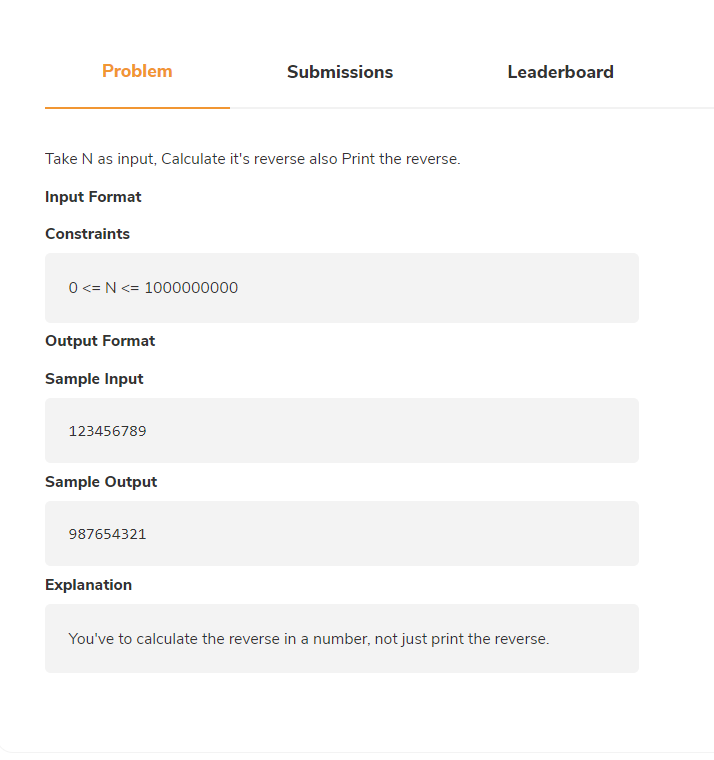 Problem
Submissions
Leaderboard
Take N as input, Calculate it's reverse also Print the reverse.
Input Format
Constraints
0 <= N <= 1000000000
Output Format
Sample Input
123456789
Sample Output
987654321
Explanation
You've to calculate the reverse in a number, not just print the reverse.